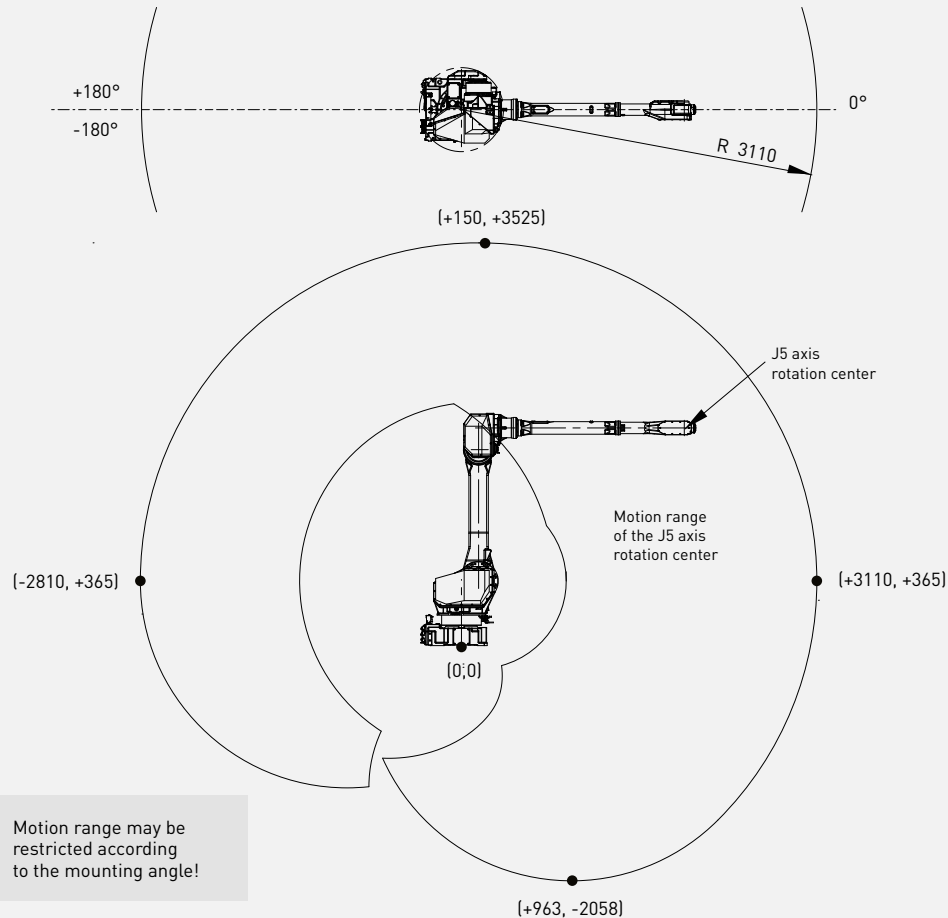 +180°
-180°
0°
R 3110
(+150, +3525)
J5 axis
rotation center
Motion range
of the J5 axis
rotation center
(-2810, +365)
(+3110, +365)
(0,0)
Motion range may be
restricted according
to the mounting angle!
(+963, -2058)